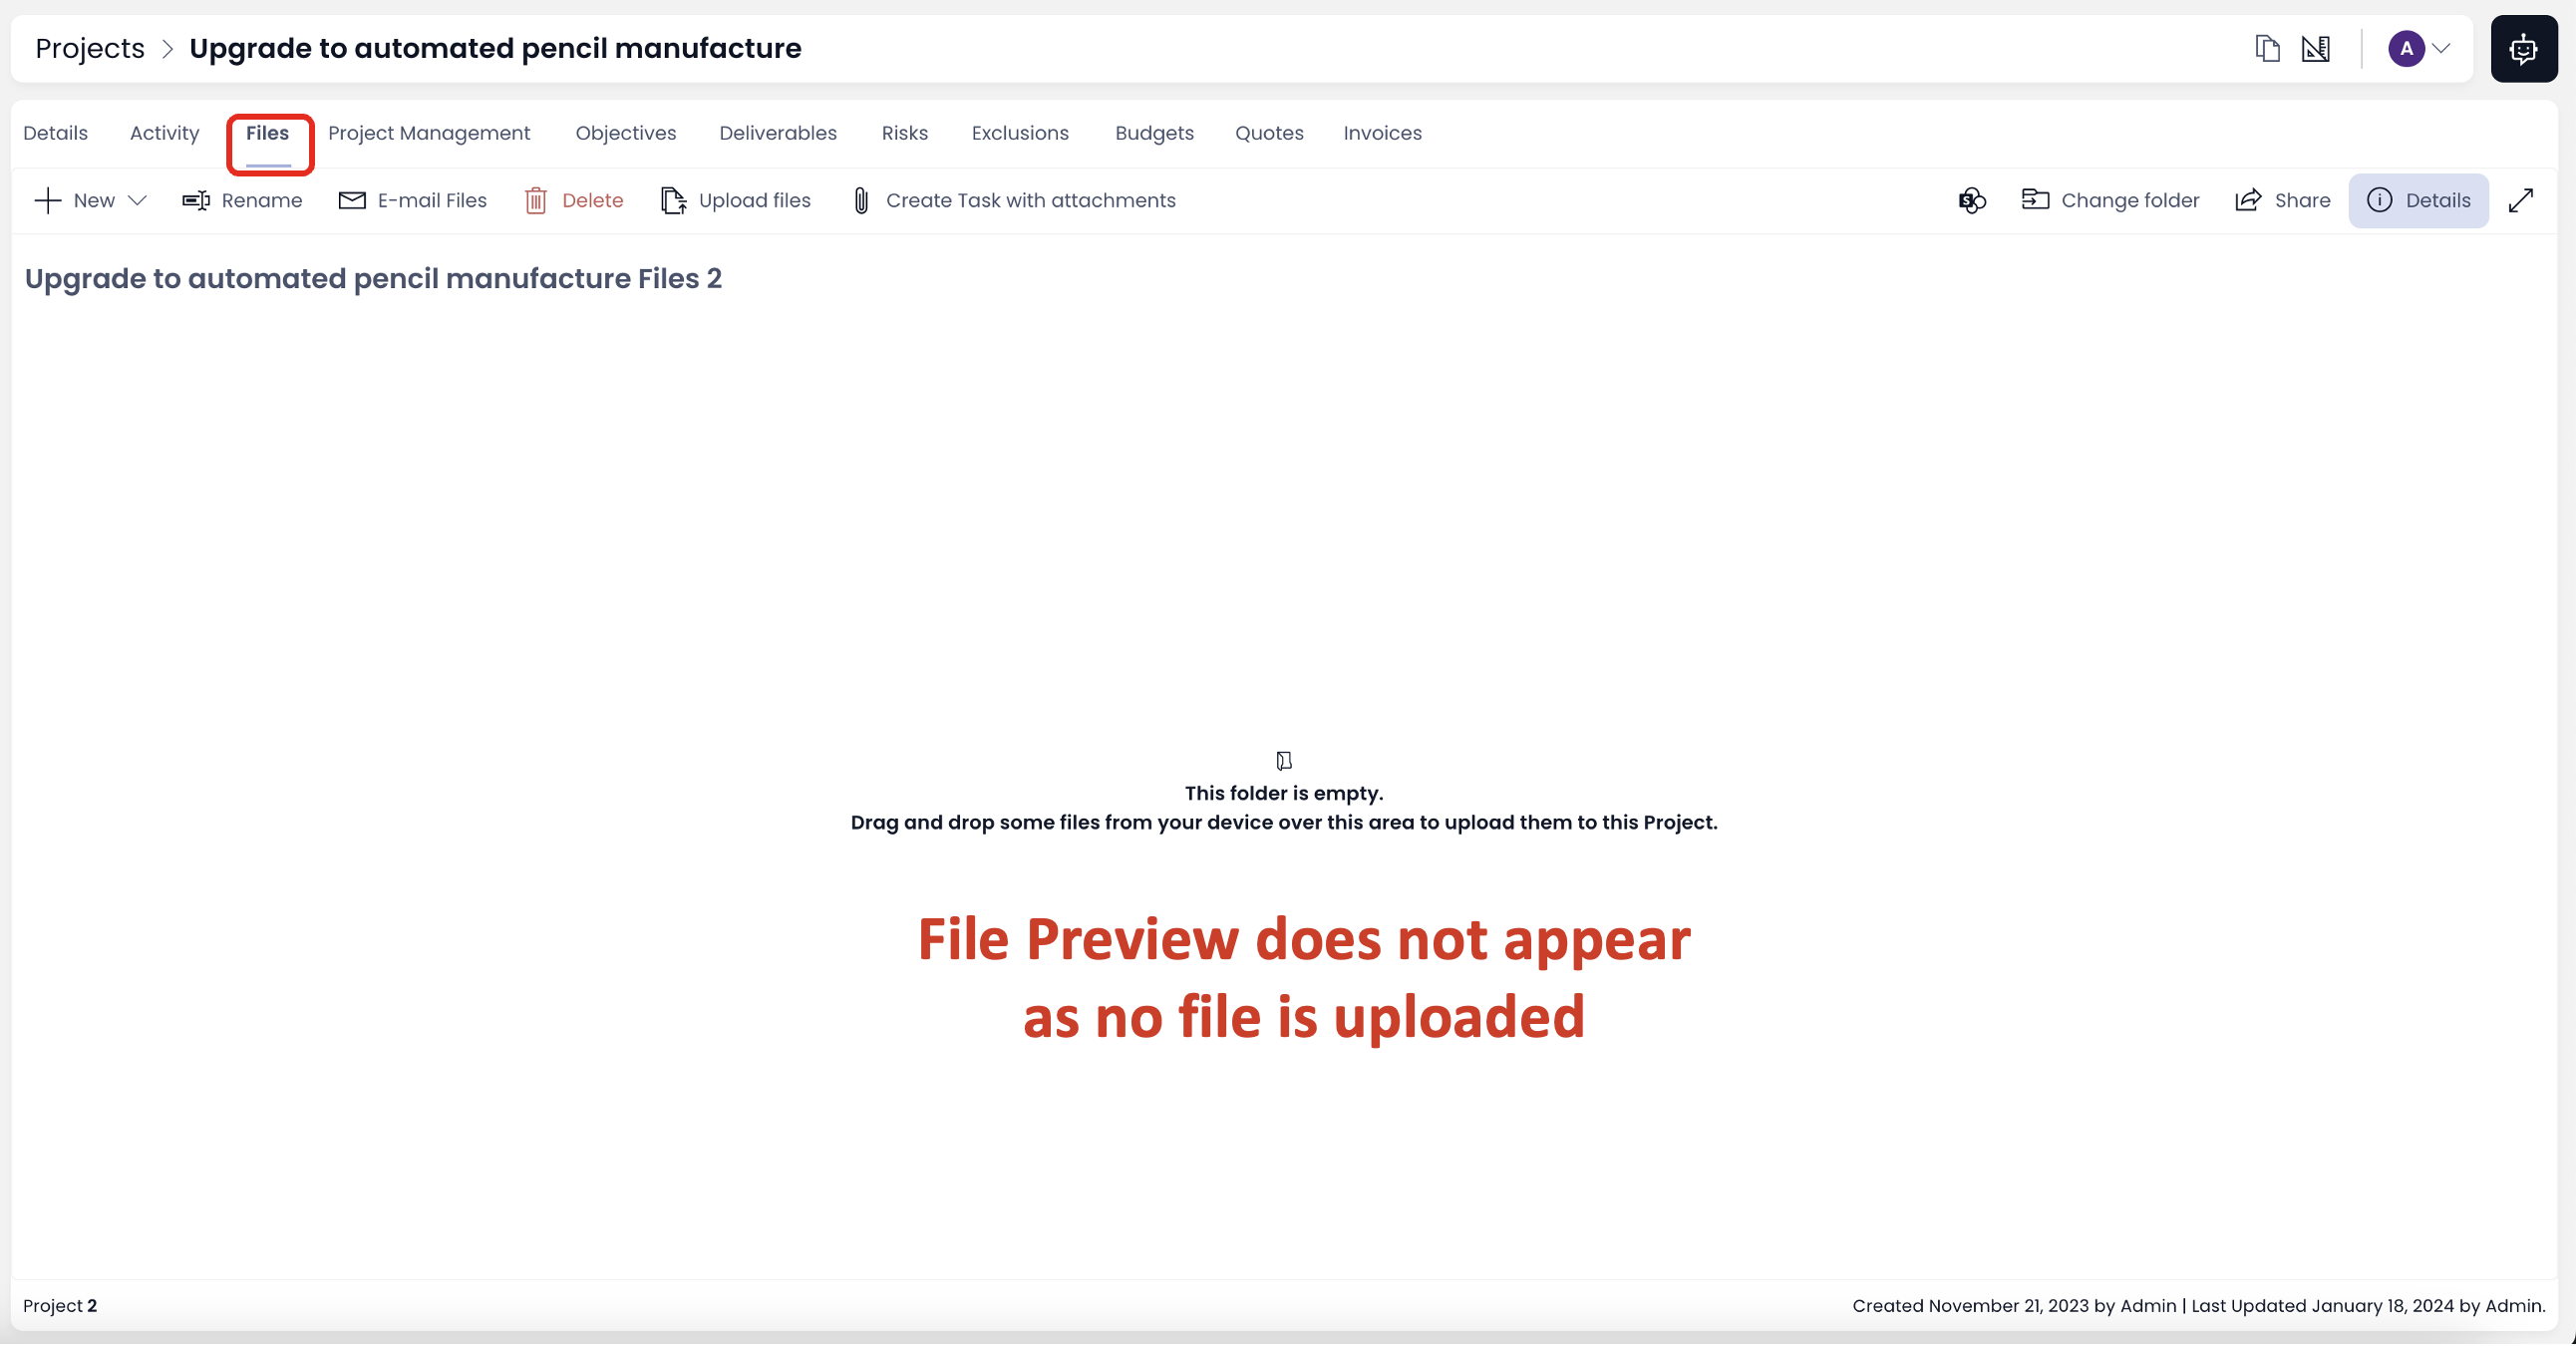 Projects > Upgrade to automated pencil manufacture
A
Details Activity Files Project Management Objectives Deliverables Risks Exclusions Budgets Quotes Invoices
New Rename E-mail Files Delete Upload files Create Task with attachments S Change folder Share Details
Upgrade to automated pencil manufacture Files 2
This folder is empty.
Drag and drop some files from your device over this area to upload them to this Project.
File Preview does not appear
as no file is uploaded
Project 2
Created November 21, 2023 by Admin | Last Updated January 18, 2024 by Admin.